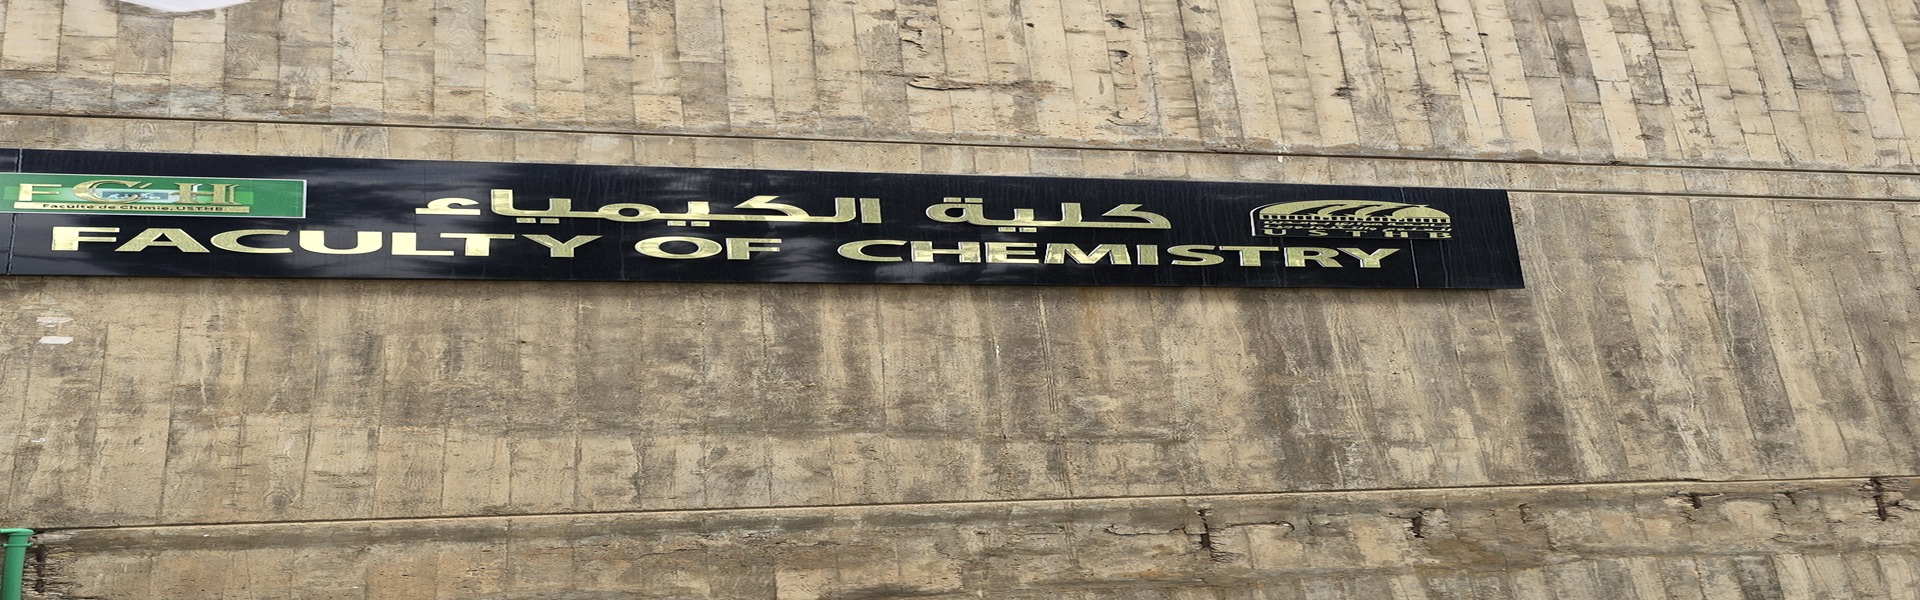 كلية الكيمياء
FACULTY OF CHEMISTRY
FCH
Faculté de Chimie, USTHB
USTHB